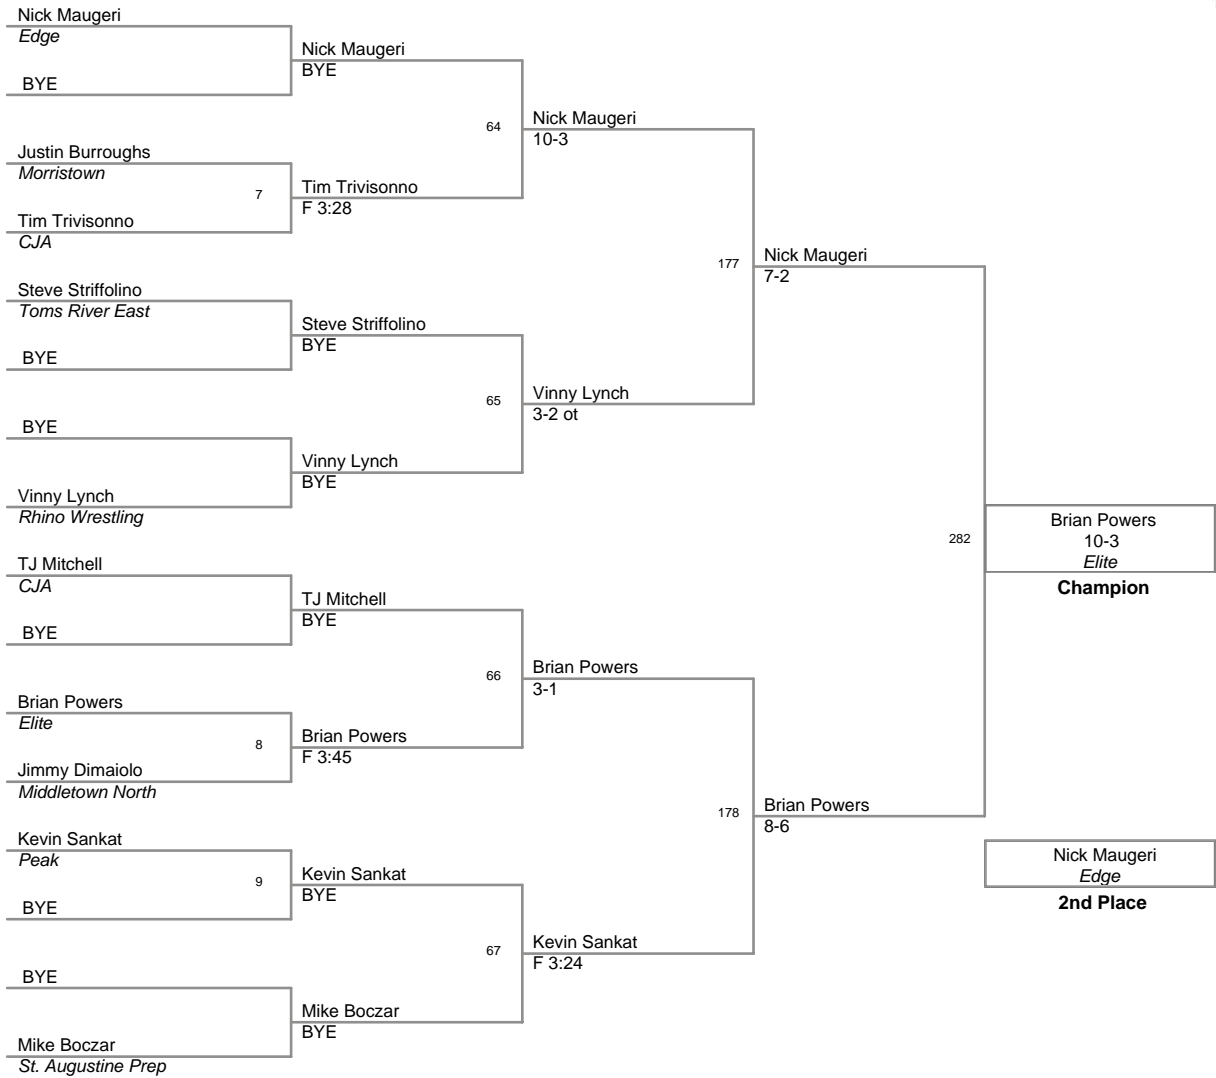 Nick Maugeri
Edge
BYE
Justin Burroughs
Morristown
7
Tim Trivisonno
CJA
Steve Striffolino
Toms River East
BYE
BYE
Vinny Lynch
Rhino Wrestling
TJ Mitchell
CJA
BYE
Brian Powers
Elite
8
Jimmy Dimaiolo
Middletown North
Kevin Sankat
Peak
9
BYE
BYE
Mike Boczar
St. Augustine Prep
Nick Maugeri
BYE
64
Tim Trivisonno
F 3:28
Steve Striffolino
BYE
65
Vinny Lynch
BYE
TJ Mitchell
BYE
66
Brian Powers
F 3:45
Kevin Sankat
BYE
67
Mike Boczar
BYE
Nick Maugeri
10-3
177
Vinny Lynch
3-2 ot
Brian Powers
3-1
178
Kevin Sankat
F 3:24
Nick Maugeri
7-2
282
Brian Powers
8-6
Brian Powers
10-3
Elite
Champion
Nick Maugeri
Edge
2nd Place